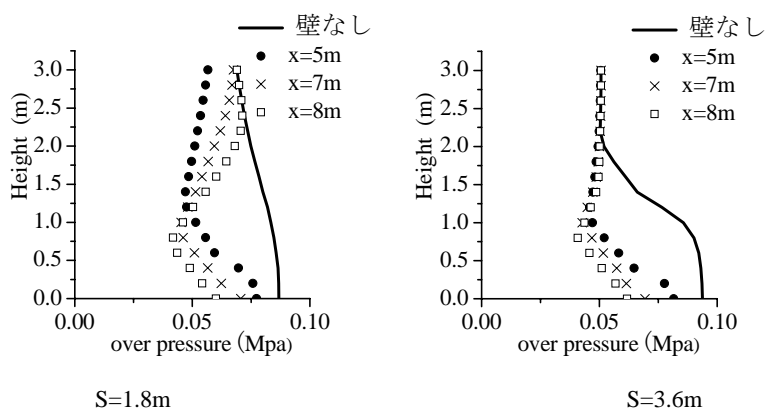 壁なし
x=5m
x=7m
x=8m
3.0
2.5
2.0
1.5
1.0
0.5
0.0
Height (m)
0.00
0.05
0.10
over pressure(Mpa)
S=1.8m
壁なし
x=5m
x=7m
x=8m
3.0
2.5
2.0
1.5
1.0
0.5
0.0
Height (m)
0.00
0.05
0.10
over pressure(Mpa)
S=3.6m